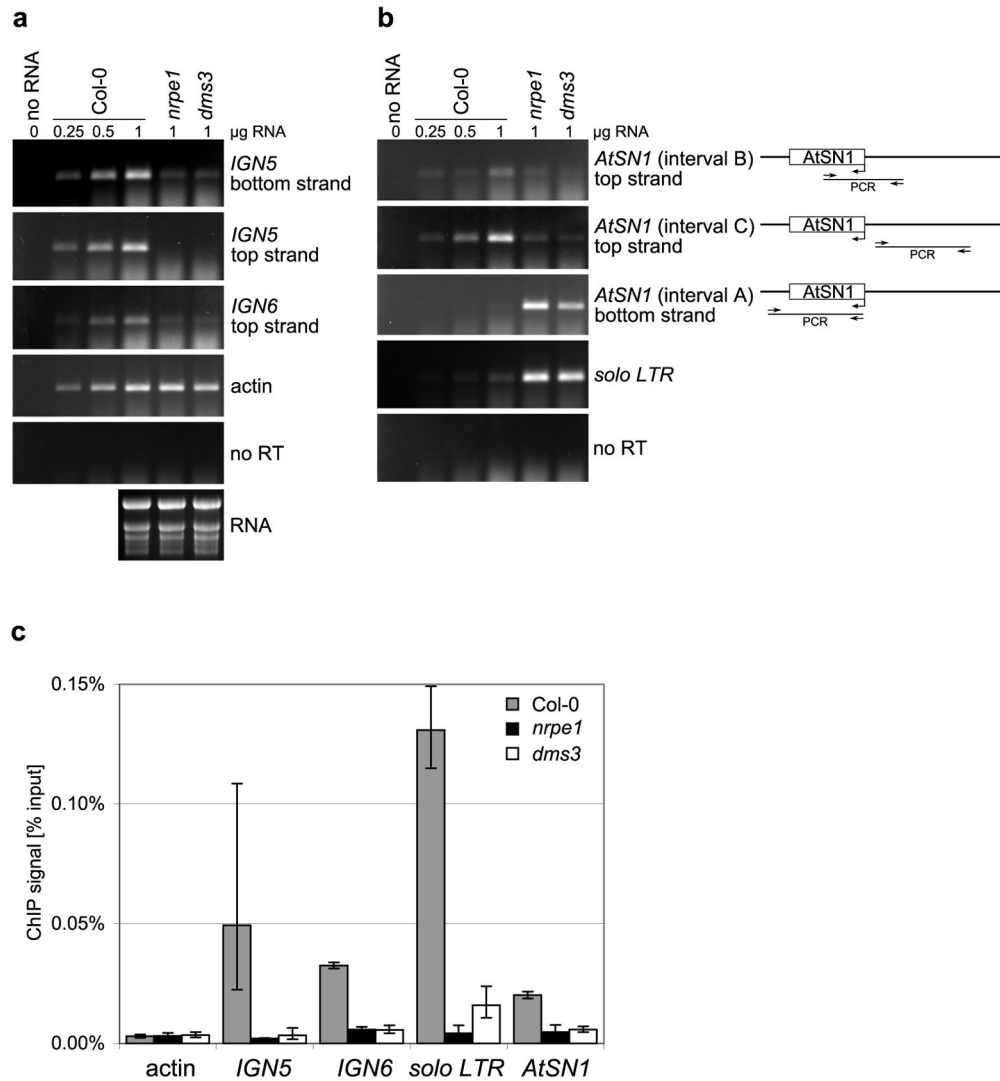 a
no RNA
Col-0
nrpe1
dms3
0 0.25 0.5 1 1 1 µg RNA
IGN5
bottom strand
IGN5
top strand
IGN6
top strand
actin
no RT
RNA
b
no RNA
Col-0
nrpe1
dms3
0 0.25 0.5 1 1 1 µg RNA
AtSN1 (interval B)
top strand
AtSN1
PCR
AtSN1 (interval C)
top strand
AtSN1
PCR
AtSN1 (interval A)
bottom strand
AtSN1
PCR
solo LTR
no RT
c
ChIP signal [% input]
0.15%
0.10%
0.05%
0.00%
Col-0
nrpe1
dms3
actin IGN5 IGN6 solo LTR AtSN1